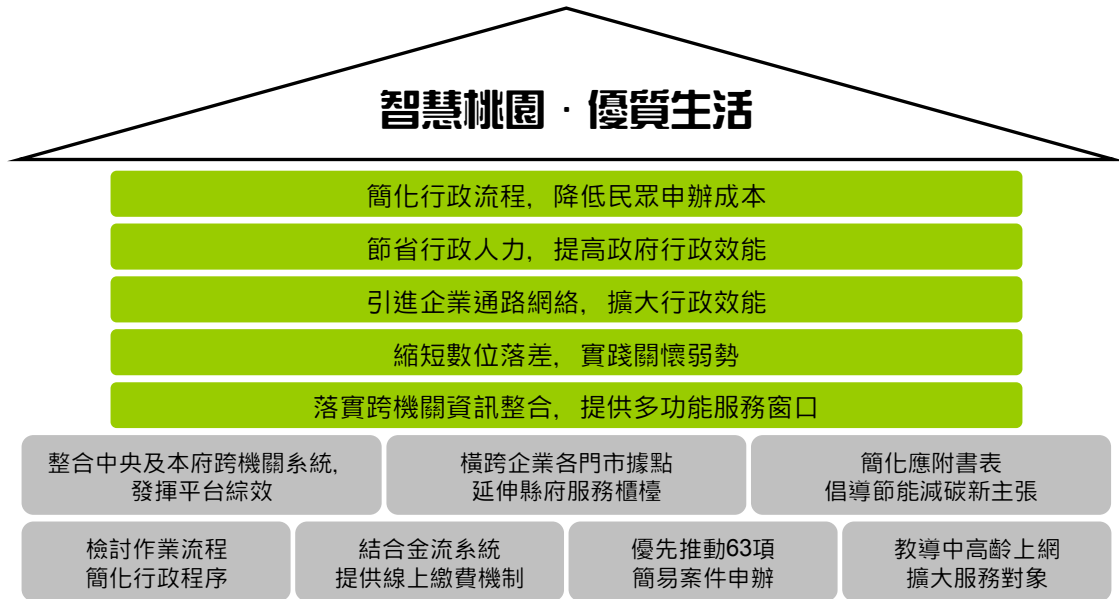 智慧桃園‧優質生活
簡化行政流程, 降低民眾申辦成本
節省行政人力, 提高政府行政效能
引進企業通路網絡, 擴大行政效能
縮短數位落差, 實踐關懷弱勢
落實跨機關資訊整合, 提供多功能服務窗口
整合中央及本府跨機關系統,
發揮平台綜效
橫跨企業各門市據點
延伸縣府服務櫃檯
簡化應附書表
倡導節能減碳新主張
檢討作業流程
簡化行政程序
結合金流系統
提供線上繳費機制
優先推動63項
簡易案件申辦
教導中高齡上網
擴大服務對象